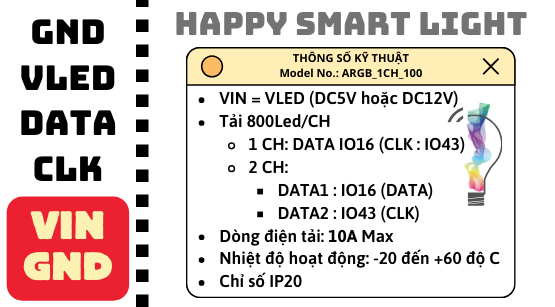 GND
VLED
DATA
CLK
VIN
GND
HAPPY SMART LIGHT
THÔNG SỐ KỸ THUẬT
Model No.: ARGB_1CH_100
VIN = VLED (DC5V hoặc DC12V)
Tải 800Led/CH
1 CH: DATA IO16 (CLK : IO43)
2 CH:
DATA1 : IO16 (DATA)
DATA2 : IO43 (CLK)
Dòng điện tải: 10A Max
Nhiệt độ hoạt động: -20 đến +60 độ C
Chỉ số IP20